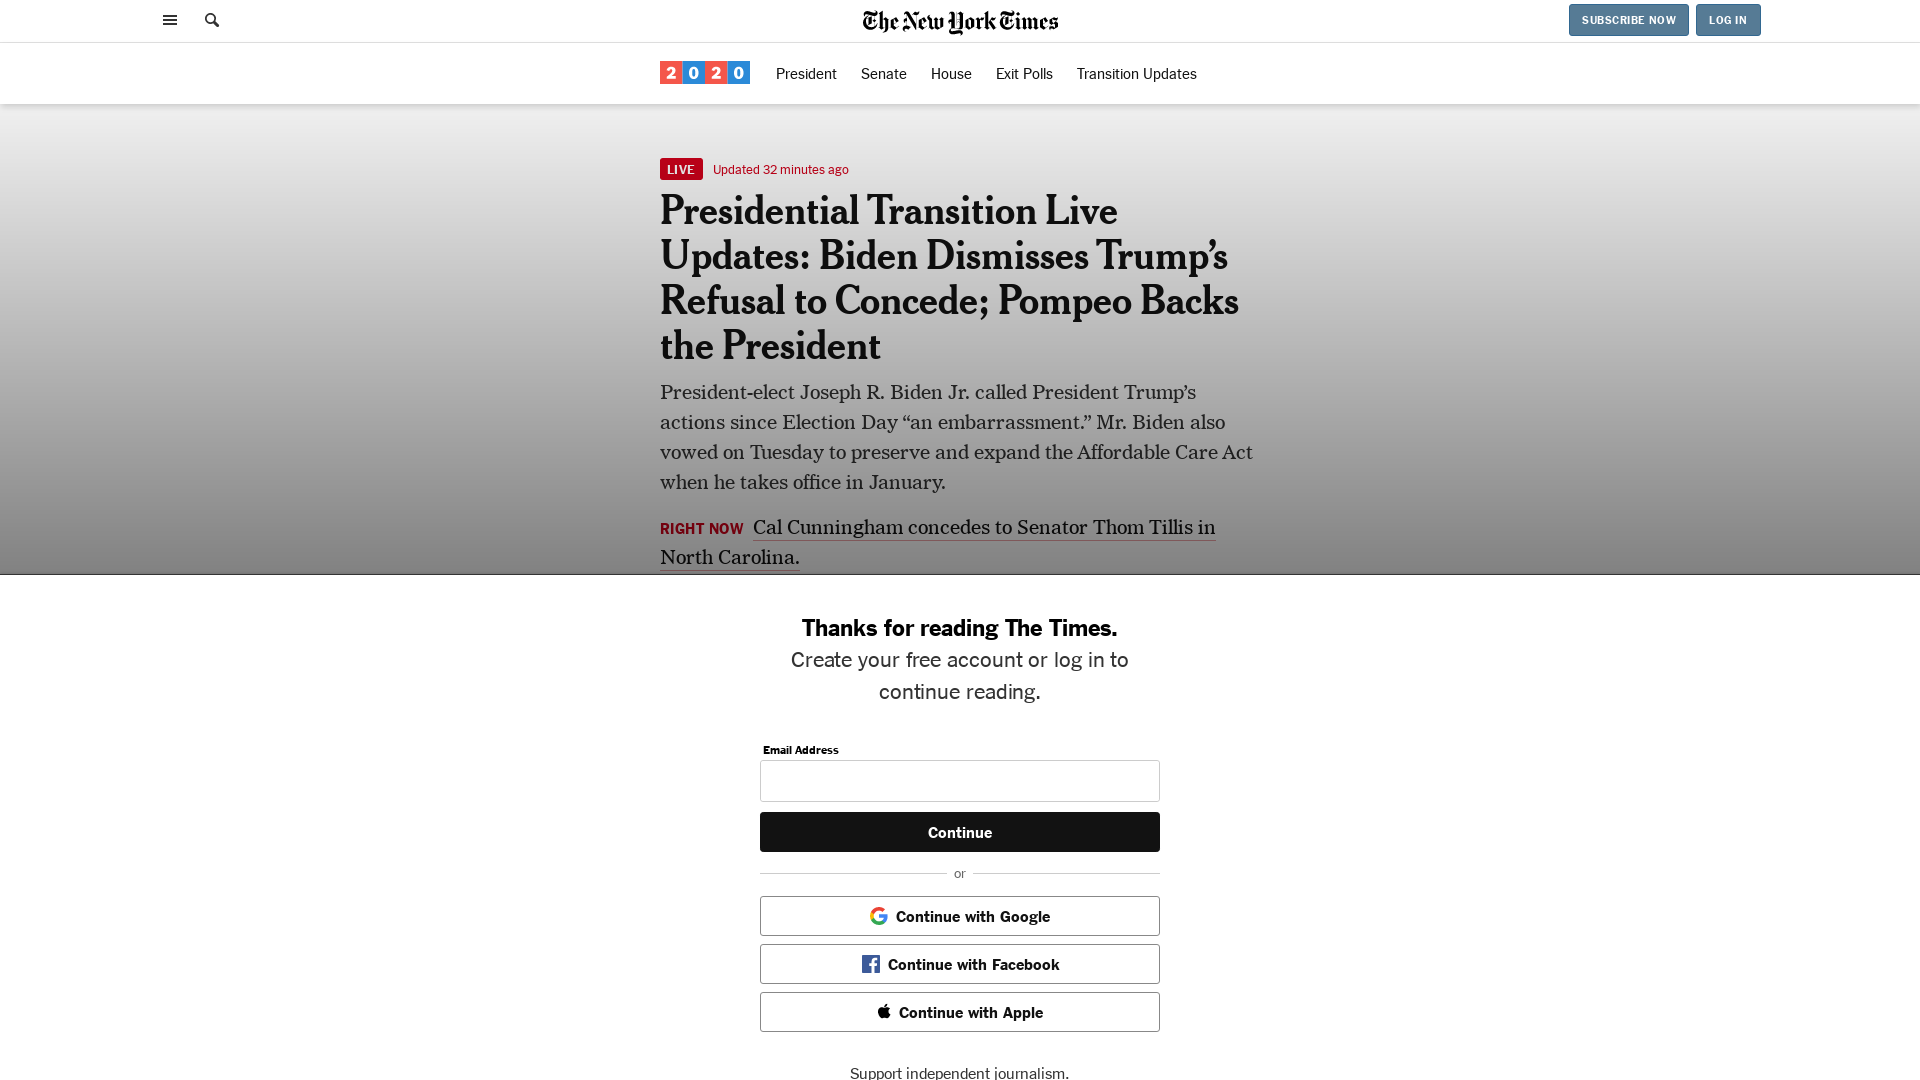 The New York Times
SUBSCRIBE NOW
LOG IN
2020
President
Senate
House
Exit Polls
Transition Updates
LIVE
Updated 32 minutes ago
Presidential Transition Live
Updates: Biden Dismisses Trump’s
Refusal to Concede; Pompeo Backs
the President
President-elect Joseph R. Biden Jr. called President Trump’s
actions since Election Day “an embarrassment.” Mr. Biden also
vowed on Tuesday to preserve and expand the Affordable Care Act
when he takes office in January.
RIGHT NOW Cal Cunningham concedes to Senator Thom Tillis in
North Carolina.
Thanks for reading The Times.
Create your free account or log in to
continue reading.
Email Address
Continue
or
Continue with Google
Continue with Facebook
Continue with Apple
Support independent journalism.